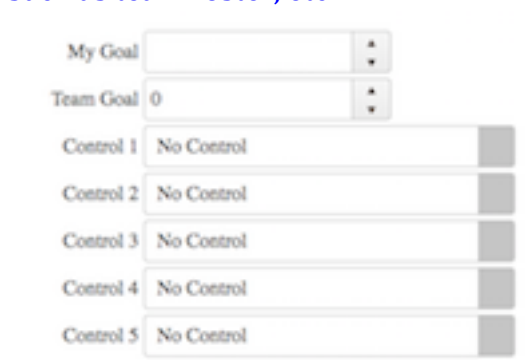 My Goal
Team Goal 0
Control 1 No Control
Control 2 No Control
Control 3 No Control
Control 4 No Control
Control 5 No Control